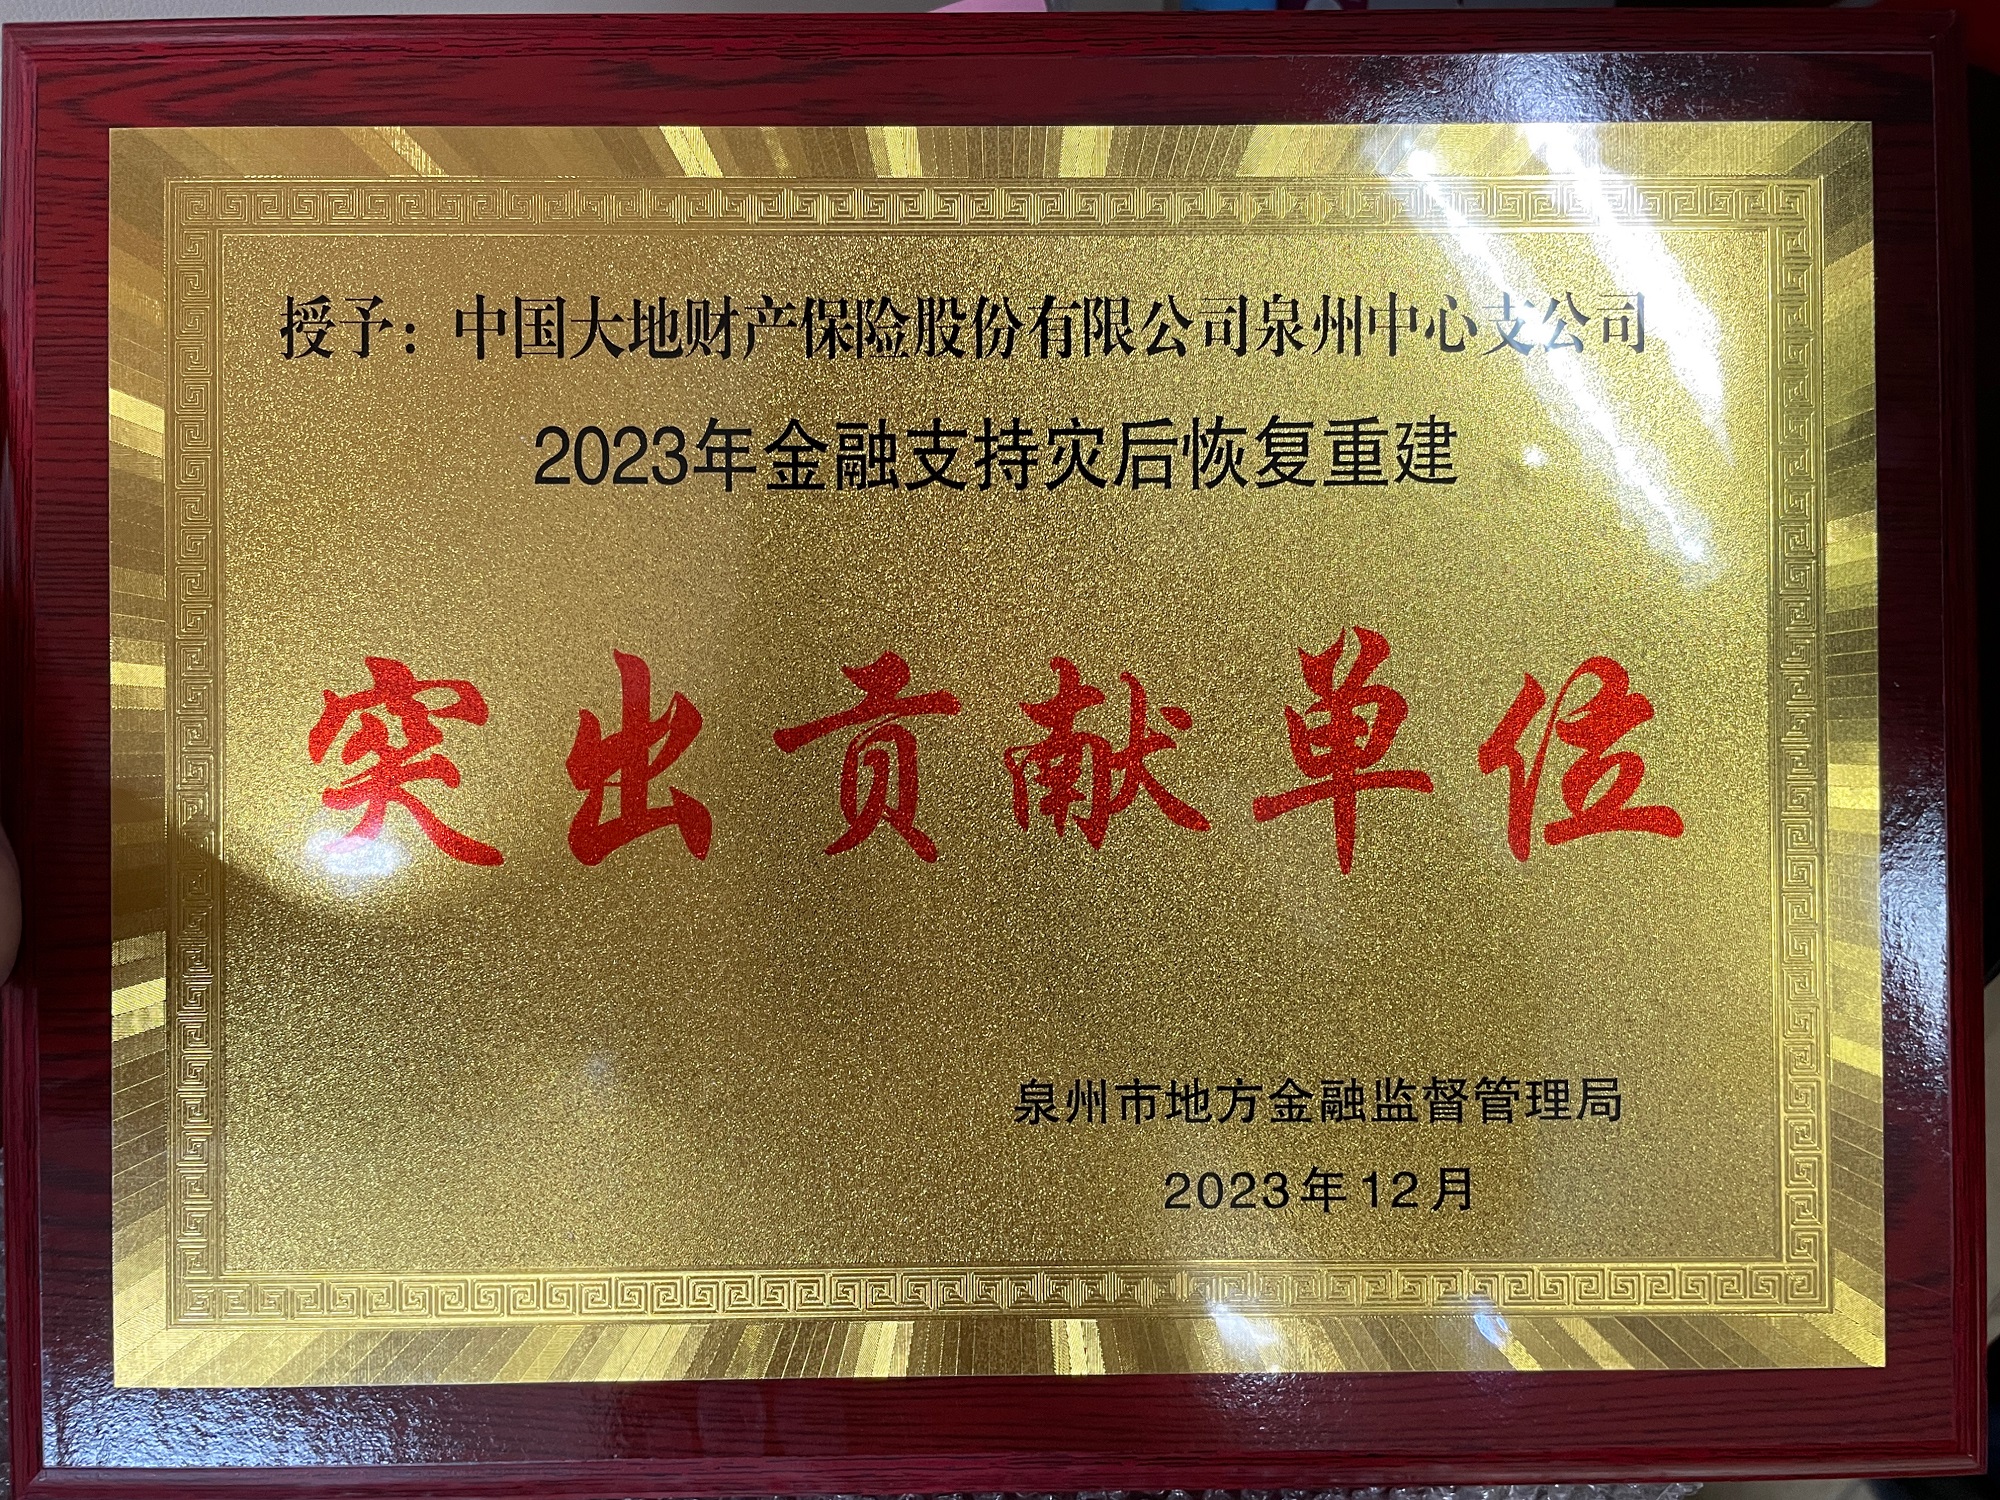 授予：中国大地财产保险股份有限公司泉州中心支公司
2023年金融支持灾后恢复重建
突出贡献单位
泉州市地方金融监督管理局
2023年12月